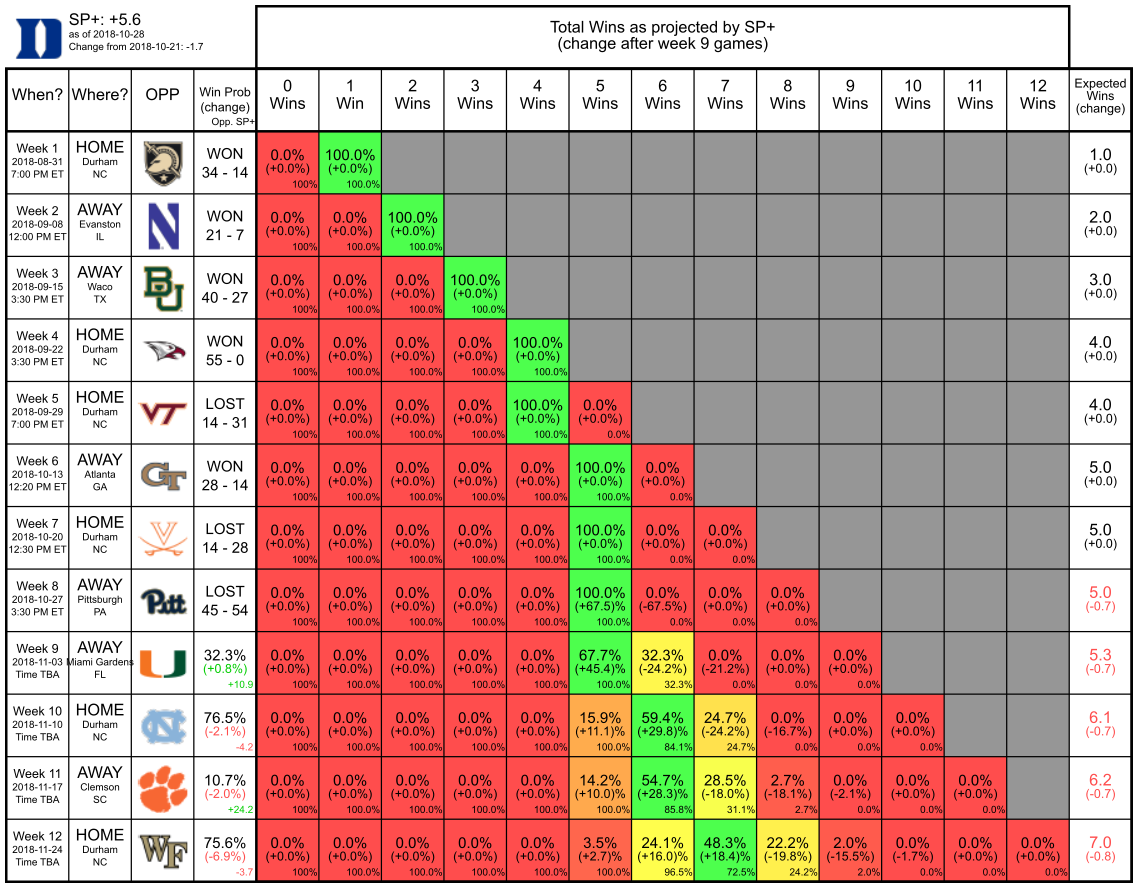 SP+: +5.6
as of 2018-10-28
Change from 2018-10-21: -1.7
Total Wins as projected by SP+
(change after week 9 games)
When? Where? OPP Win Prob (change) Opp. SP+ 0 Wins 1 Win 2 Wins 3 Wins 4 Wins 5 Wins 6 Wins 7 Wins 8 Wins 9 Wins 10 Wins 11 Wins 12 Wins Expected Wins (change)
Week 1 HOME WON 0.0% 100.0% 1.0
2018-08-31 Durham 34 - 14 (+0.0%) (+0.0%) (+0.0)
7:00 PM ET NC 100% 100.0%
Week 2 AWAY WON 0.0% 0.0% 100.0% 2.0
2018-09-08 Evanston 21 - 7 (+0.0%) (+0.0%) (+0.0%) (+0.0)
12:00 PM ET IL 100% 100.0% 100.0%
Week 3 AWAY BU WON 0.0% 0.0% 0.0% 100.0% 3.0
2018-09-15 Waco 40 - 27 (+0.0%) (+0.0%) (+0.0%) (+0.0%) (+0.0)
3:30 PM ET TX 100% 100.0% 100.0% 100.0%
Week 4 HOME WON 0.0% 0.0% 0.0% 0.0% 100.0% 4.0
2018-09-22 Durham 55 - 0 (+0.0%) (+0.0%) (+0.0%) (+0.0%) (+0.0%) (+0.0)
3:30 PM ET NC 100% 100.0% 100.0% 100.0% 100.0%
Week 5 HOME VT LOST 0.0% 0.0% 0.0% 0.0% 100.0% 0.0% 4.0
2018-09-29 Durham 14 - 31 (+0.0%) (+0.0%) (+0.0%) (+0.0%) (+0.0%) (+0.0%) (+0.0)
7:00 PM ET NC 100% 100.0% 100.0% 100.0% 100.0% 0.0%
Week 6 AWAY GT WON 0.0% 0.0% 0.0% 0.0% 0.0% 100.0% 0.0% 5.0
2018-10-13 Atlanta 28 - 14 (+0.0%) (+0.0%) (+0.0%) (+0.0%) (+0.0%) (+0.0%) (+0.0%) (+0.0)
12:20 PM ET GA 100% 100.0% 100.0% 100.0% 100.0% 100.0% 0.0%
Week 7 HOME V LOST 0.0% 0.0% 0.0% 0.0% 0.0% 100.0% 0.0% 0.0% 5.0
2018-10-20 Durham 14 - 28 (+0.0%) (+0.0%) (+0.0%) (+0.0%) (+0.0%) (+0.0%) (+0.0%) (+0.0%) (+0.0)
12:30 PM ET NC 100% 100.0% 100.0% 100.0% 100.0% 100.0% 0.0% 0.0%
Week 8 AWAY Pitt LOST 0.0% 0.0% 0.0% 0.0% 0.0% 100.0% 0.0% 0.0% 0.0% 5.0
2018-10-27 Pittsburgh 45 - 54 (+0.0%) (+0.0%) (+0.0%) (+0.0%) (+0.0%) (+67.5)% (-67.5%) (+0.0%) (+0.0%) (-0.7)
3:30 PM ET PA 100% 100.0% 100.0% 100.0% 100.0% 100.0% 0.0% 0.0% 0.0%
Week 9 AWAY U 32.3% 0.0% 0.0% 0.0% 0.0% 0.0% 67.7% 32.3% 0.0% 0.0% 0.0% 5.3
2018-11-03 Miami Gardens (+0.8%) (+0.0%) (+0.0%) (+0.0%) (+0.0%) (+0.0%) (+45.4)% (-24.2%) (-21.2%) (+0.0%) (+0.0%) (-0.7)
Time TBA FL +10.9 100% 100.0% 100.0% 100.0% 100.0% 100.0% 32.3% 0.0% 0.0% 0.0%
Week 10 HOME NC 76.5% 0.0% 0.0% 0.0% 0.0% 0.0% 15.9% 59.4% 24.7% 0.0% 0.0% 0.0% 6.1
2018-11-10 Durham (-2.1%) (+0.0%) (+0.0%) (+0.0%) (+0.0%) (+0.0%) (+11.1)% (+29.8)% (-24.2%) (-16.7%) (+0.0%) (+0.0%) (-0.7)
Time TBA NC -4.2 100% 100.0% 100.0% 100.0% 100.0% 100.0% 84.1% 24.7% 0.0% 0.0% 0.0%
Week 11 AWAY 10.7% 0.0% 0.0% 0.0% 0.0% 0.0% 14.2% 54.7% 28.5% 2.7% 0.0% 0.0% 0.0% 6.2
2018-11-17 Clemson (-2.0%) (+0.0%) (+0.0%) (+0.0%) (+0.0%) (+0.0%) (+10.0)% (+28.3)% (-18.0%) (-18.1%) (-2.1%) (+0.0%) (+0.0%) (-0.7)
Time TBA SC +24.2 100% 100.0% 100.0% 100.0% 100.0% 100.0% 85.8% 31.1% 2.7% 0.0% 0.0% 0.0%
Week 12 HOME WF 75.6% 0.0% 0.0% 0.0% 0.0% 0.0% 3.5% 24.1% 48.3% 22.2% 2.0% 0.0% 0.0% 0.0% 7.0
2018-11-24 Durham (-6.9%) (+0.0%) (+0.0%) (+0.0%) (+0.0%) (+0.0%) (+2.7)% (+16.0)% (+18.4)% (-19.8%) (-15.5%) (-1.7%) (+0.0%) (+0.0%) (-0.8)
Time TBA NC -3.7 100% 100.0% 100.0% 100.0% 100.0% 100.0% 96.5% 72.5% 24.2% 2.0% 0.0% 0.0% 0.0%